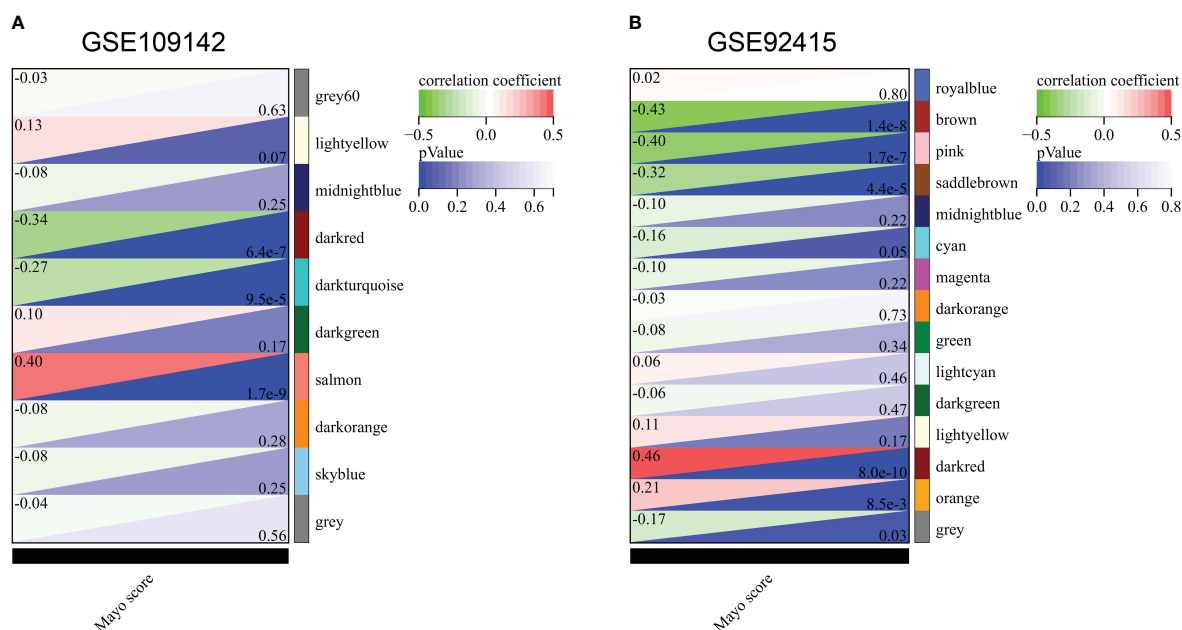 A
GSE109142
-0.03
0.63
grey60
0.13
0.07
lightyellow
-0.08
0.25
midnightblue
-0.34
6.4e-7
darkred
-0.27
9.5e-5
darkturquoise
0.10
0.17
darkgreen
0.40
1.7e-9
salmon
-0.08
0.28
darkorange
-0.08
0.25
skyblue
-0.04
0.56
grey
Mayo score
correlation coefficient
−0.5 0.0 0.5
pValue
0.0 0.2 0.4 0.6
B
GSE92415
0.02
0.80
royalblue
-0.43
1.4e-8
brown
-0.40
1.7e-7
pink
-0.32
4.4e-5
saddlebrown
-0.10
0.22
midnightblue
-0.16
0.05
cyan
-0.10
0.22
magenta
-0.03
0.73
darkorange
-0.08
0.34
green
0.06
0.46
lightcyan
-0.06
0.47
darkgreen
0.11
0.17
lightyellow
0.46
8.0e-10
darkred
0.21
8.5e-3
orange
-0.17
0.03
grey
Mayo score
correlation coefficient
−0.5 0.0 0.5
pValue
0.0 0.2 0.4 0.6 0.8